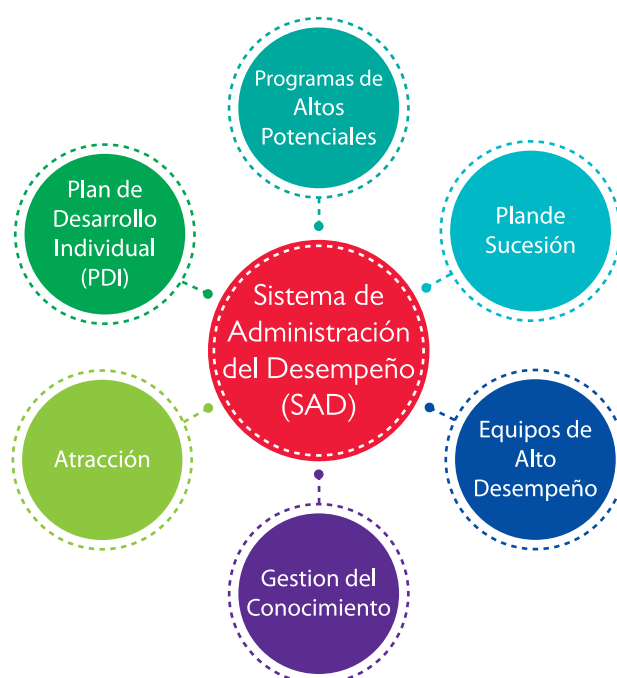 Programas de
Altos
Potenciales
Plan de
Desarrollo
Individual
(PDI)
Plande
Sucesión
Sistema de
Administración
del Desempeño
(SAD)
Atracción
Equipos de
Alto
Desempeño
Gestion del
Conocimiento